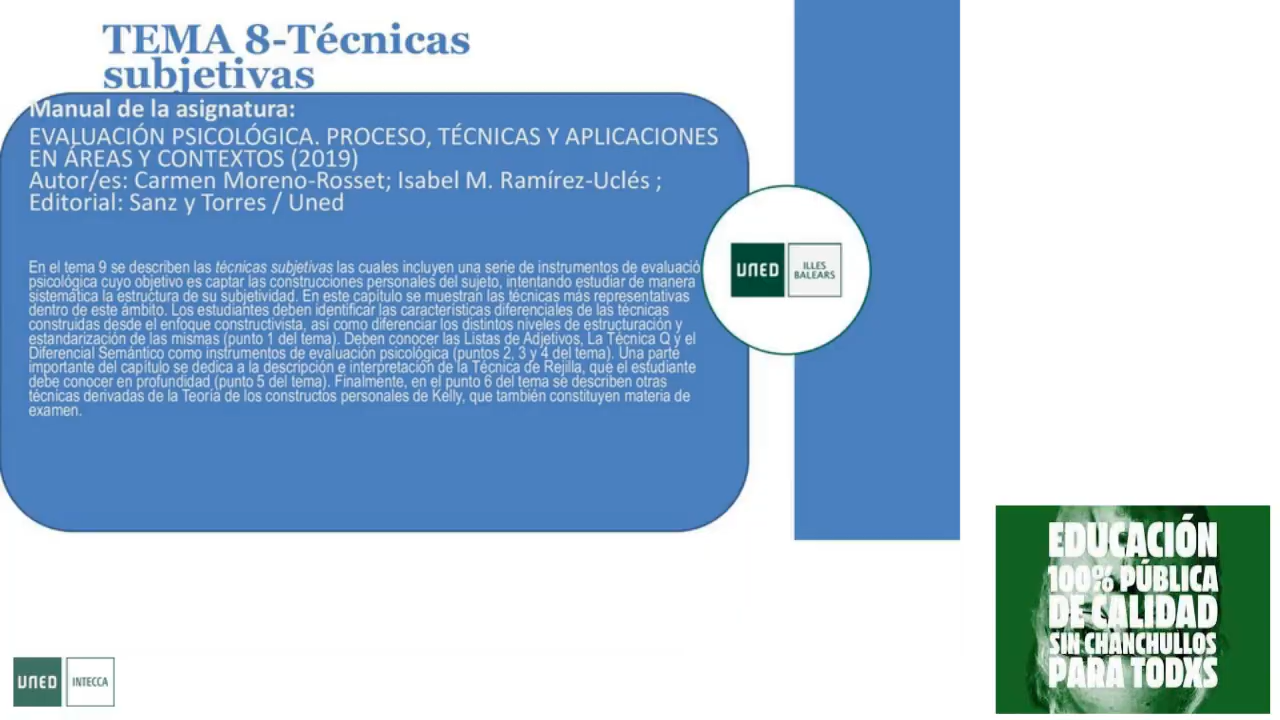 TEMA 8-Técnicas
subjetivas
Manual de la asignatura:
EVALUACIÓN PSICOLÓGICA. PROCESO, TÉCNICAS Y APLICACIONES
EN ÁREAS Y CONTEXTOS (2019)
Autor/es: Carmen Moreno-Rosset; Isabel M. Ramírez-Uclés ;
Editorial: Sanz y Torres / Uned
En el tema 9 se describen las técnicas subjetivas las cuales incluyen una serie de instrumentos de evaluació
psicológica cuyo objetivo es captar las construcciones personales del sujeto, intentando estudiar de manera
sistemática la estructura de su subjetividad. En este capítulo se muestran las técnicas más representativas
dentro de este ámbito. Los estudiantes deben identificar las características diferenciales de las técnicas
construidas desde el enfoque constructivista, así como diferenciar los distintos niveles de estructuración y
estandarización de las mismas (punto 1 del tema). Deben conocer las Listas de Adjetivos, La Técnica Q y el
Diferencial Semántico como instrumentos de evaluación psicológica (puntos 2, 3 y 4 del tema). Una parte
importante del capítulo se dedica a la descripción e interpretación de la Técnica de Rejilla, que el estudiante
debe conocer en profundidad (punto 5 del tema). Finalmente, en el punto 6 del tema se describen otras
técnicas derivadas de la Teoría de los constructos personales de Kelly, que también constituyen materia de
examen.
UNED
ILLES
BALEARS
EDUCACIÓN
100% PÚBLICA
DE CALIDAD
SIN CHANCHULLOS
PARA TODXS
UNED
INTECCA